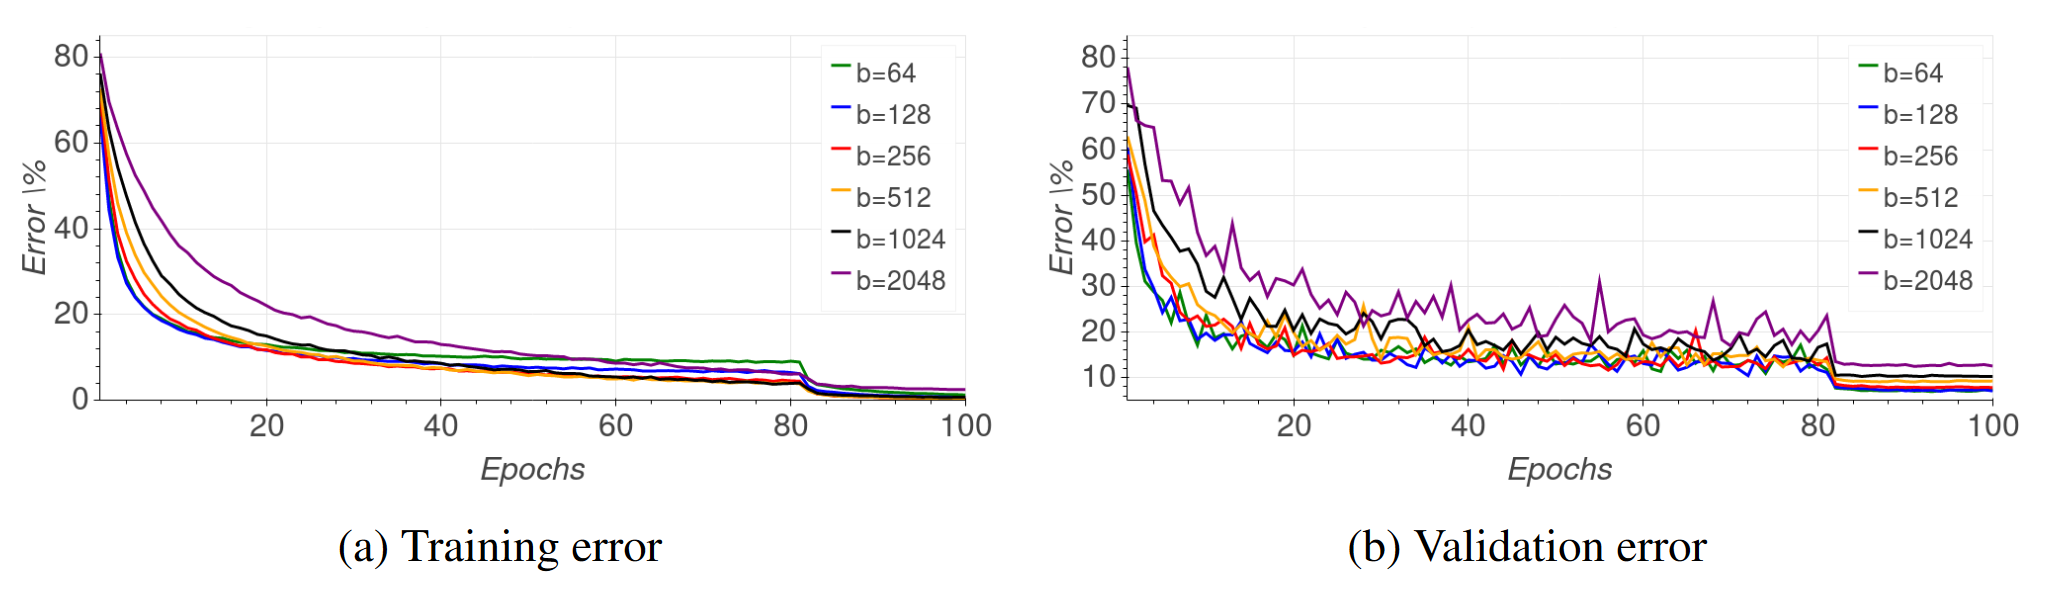 80
60
40
20
0
Error \%
20 40 60 80 100
Epochs
b=64
b=128
b=256
b=512
b=1024
b=2048
(a) Training error
80
70
60
50
40
30
20
10
Error \%
20 40 60 80 100
Epochs
b=64
b=128
b=256
b=512
b=1024
b=2048
(b) Validation error